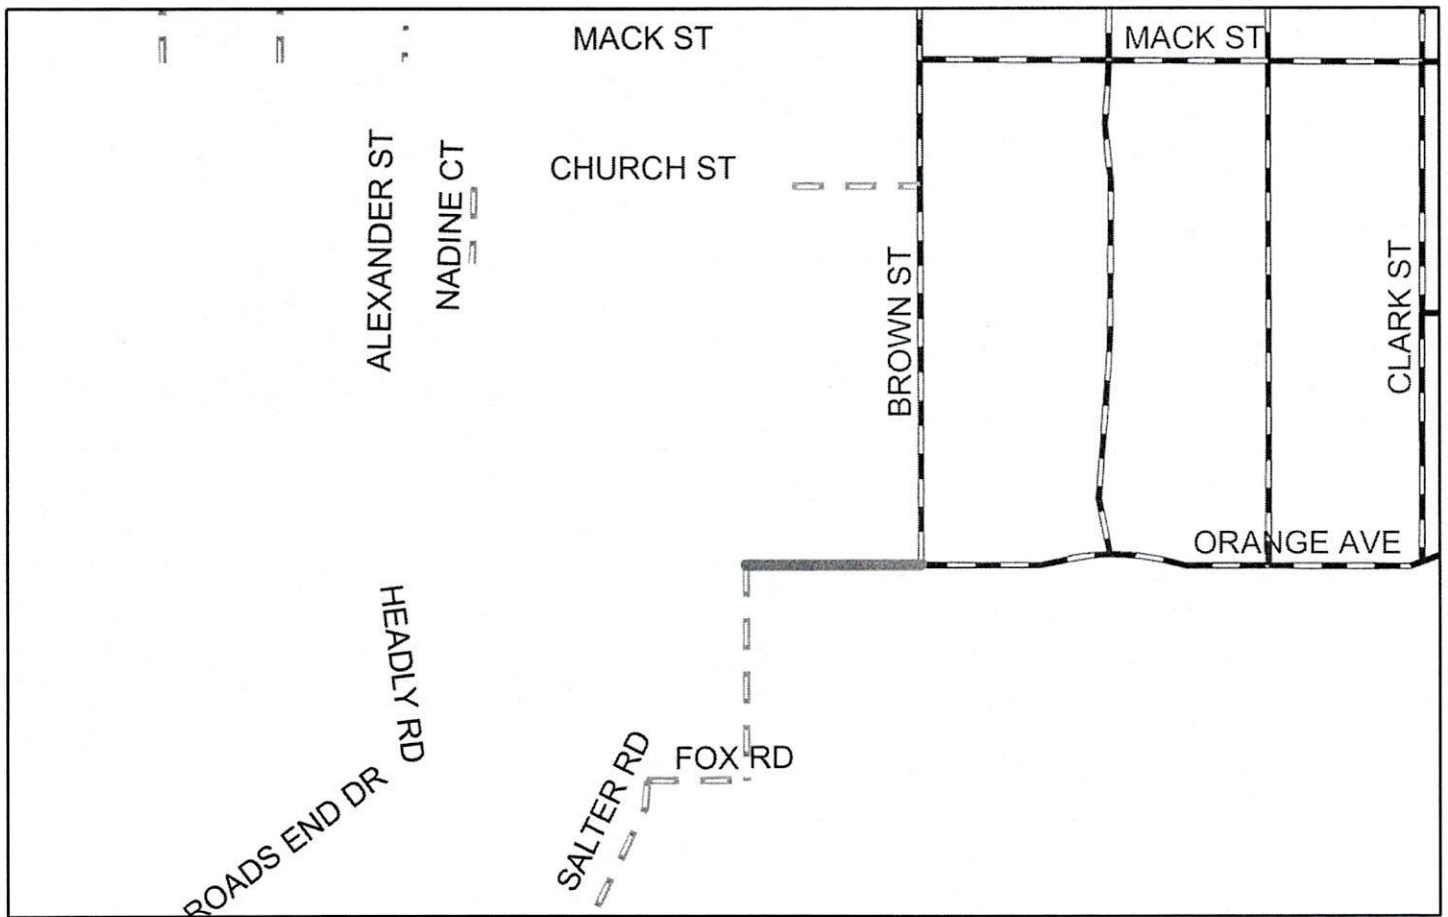 MACK ST
MACK ST
CHURCH ST
ALEXANDER ST
NADINE CT
BROWN ST
CLARK ST
ORANGE AVE
HEADLY RD
FOX RD
SALTER RD
ROADS END DR